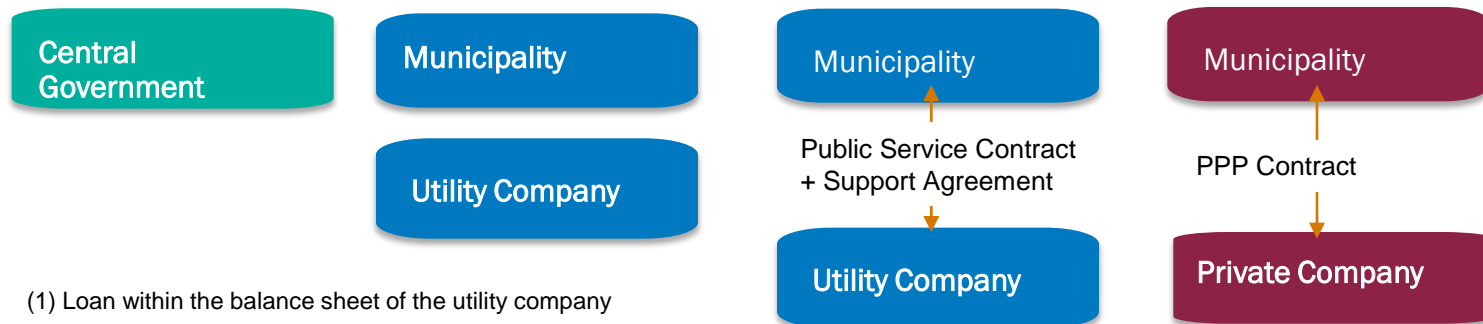 Central
Government
Municipality
Utility Company
Municipality
Public Service Contract
+ Support Agreement
Utility Company
Municipality
PPP Contract
Private Company
(1) Loan within the balance sheet of the utility company